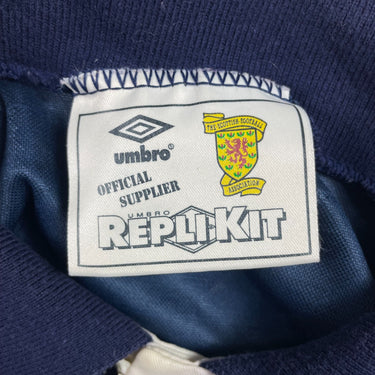 umbro®
OFFICIAL
SUPPLIER
THE SCOTTISH FOOTBALL
ASSOCIATION
UMBRO
REPLIKIT